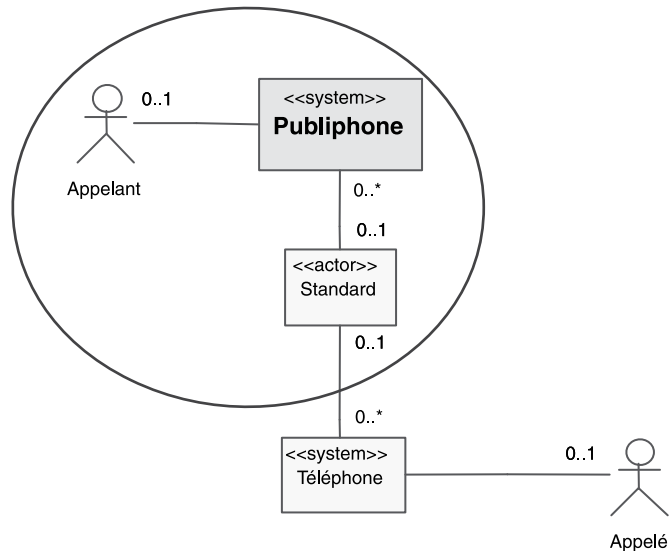 0..1
<<system>>
Publiphone
Appelant
0..*
0..1
<<actor>>
Standard
0..1
0..*
<<system>>
Téléphone
0..1
Appelé